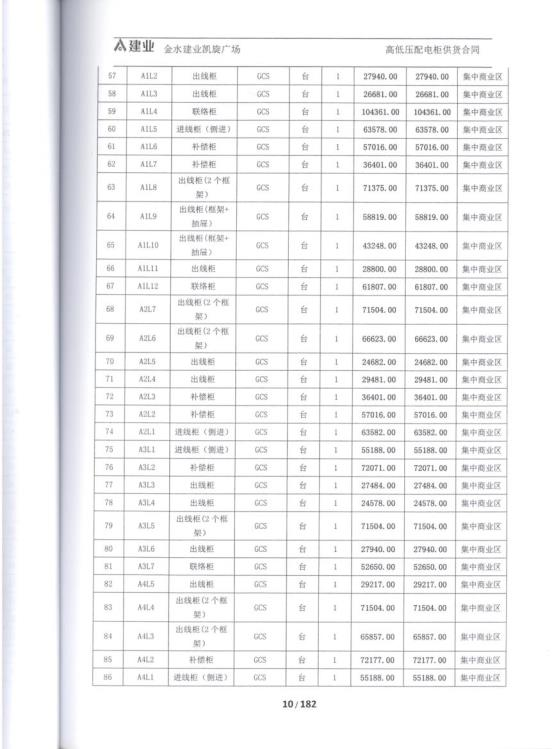 建业 金水建业凯旋广场 高低压配电柜供货合同
57 A1L2 出线柜 GCS 台 1 27940.00 27940.00 集中商业区
58 A1L3 出线柜 GCS 台 1 26681.00 26681.00 集中商业区
59 A1L4 联络柜 GCS 台 1 104361.00 104361.00 集中商业区
60 A1L5 进线柜（侧进） GCS 台 1 63578.00 63578.00 集中商业区
61 A1L6 补偿柜 GCS 台 1 57016.00 57016.00 集中商业区
62 A1L7 补偿柜 GCS 台 1 36401.00 36401.00 集中商业区
63 A1L8 出线柜(2个框 GCS 台 1 71375.00 71375.00 集中商业区
架）
64 A1L9 出线柜(框架+ GCS 台 1 58819.00 58819.00 集中商业区
抽屉）
65 A1L10 出线柜(框架+ GCS 台 1 43248.00 43248.00 集中商业区
抽屉）
66 A1L11 出线柜 GCS 台 1 28800.00 28800.00 集中商业区
67 A1L12 联络柜 GCS 台 1 61807.00 61807.00 集中商业区
68 A2L7 出线柜(2个框 GCS 台 1 71504.00 71504.00 集中商业区
架）
69 A2L6 出线柜(2个框 GCS 台 1 66623.00 66623.00 集中商业区
架）
70 A2L5 出线柜 GCS 台 1 24682.00 24682.00 集中商业区
71 A2L4 出线柜 GCS 台 1 29481.00 29481.00 集中商业区
72 A2L3 补偿柜 GCS 台 1 36401.00 36401.00 集中商业区
73 A2L2 补偿柜 GCS 台 1 57016.00 57016.00 集中商业区
74 A2L1 进线柜（侧进） GCS 台 1 63582.00 63582.00 集中商业区
75 A3L1 进线柜（侧进） GCS 台 1 55188.00 55188.00 集中商业区
76 A3L2 补偿柜 GCS 台 1 72071.00 72071.00 集中商业区
77 A3L3 出线柜 GCS 台 1 27484.00 27484.00 集中商业区
78 A3L4 出线柜 GCS 台 1 24578.00 24578.00 集中商业区
79 A3L5 出线柜(2个框 GCS 台 1 71504.00 71504.00 集中商业区
架）
80 A3L6 出线柜 GCS 台 1 27940.00 27940.00 集中商业区
81 A3L7 联络柜 GCS 台 1 52650.00 52650.00 集中商业区
82 A4L5 出线柜 GCS 台 1 29217.00 29217.00 集中商业区
83 A4L4 出线柜(2个框 GCS 台 1 71504.00 71504.00 集中商业区
架）
84 A4L3 出线柜(2个框 GCS 台 1 65857.00 65857.00 集中商业区
架）
85 A4L2 补偿柜 GCS 台 1 72177.00 72177.00 集中商业区
86 A4L1 进线柜（侧进） GCS 台 1 55188.00 55188.00 集中商业区
10 / 182